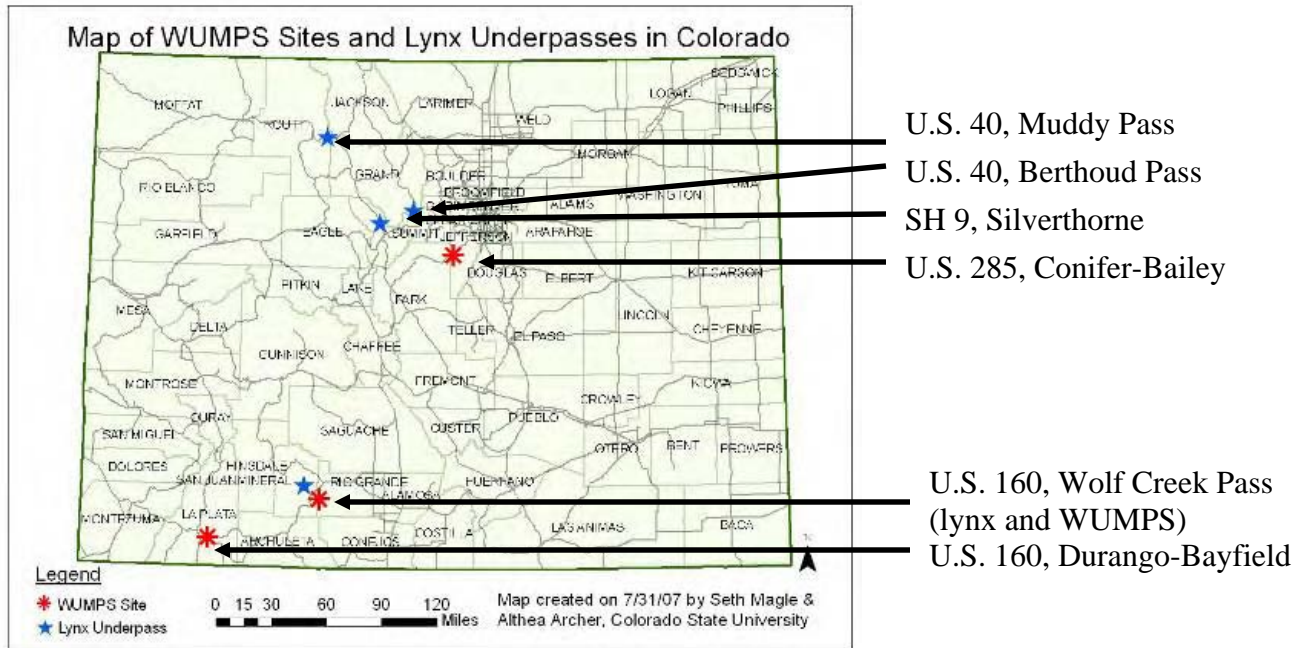 Map of WUMPS Sites and Lynx Underpasses in Colorado
SEDGWICK
LOGAN
PHILLIPS
MOFFAT
JACKSON
LARIMER
ROUTT
WELD
MORGAN
GRAND
BOULDER
BROOMFIELD
YUMA
RIO BLANCO
WASHINGTON
ADAMS
GARFIELD
EAGLE
SUMMIT
JEFFERSON
ARAPAHOE
DOUGLAS
ELBERT
KIT CARSON
PITKIN
LAKE
PARK
MESA
DELTA
TELLER
EL PASO
LINCOLN
CHEYENNE
GUNNISON
CHAFFEE
MONTROSE
FREMONT
KIOWA
CROWLEY
OURAY
PUEBLO
SAN MIGUEL
SAGUACHE
CUSTER
OTERO
BENT
PROWERS
DOLORES
HINSDALE
SAN JUAN
MINERAL
RIO GRANDE
ALAMOSA
HUERFANO
MONTEZUMA
LA PLATA
ARCHULETA
CONEJOS
COSTILLA
LAS ANIMAS
BACA
U.S. 40, Muddy Pass
U.S. 40, Berthoud Pass
SH 9, Silverthorne
U.S. 285, Conifer-Bailey
U.S. 160, Wolf Creek Pass
(lynx and WUMPS)
U.S. 160, Durango-Bayfield
Legend
WUMPS Site
Lynx Underpass
0 15 30 60 90 120
Miles
Map created on 7/31/07 by Seth Magle &
Althea Archer, Colorado State University